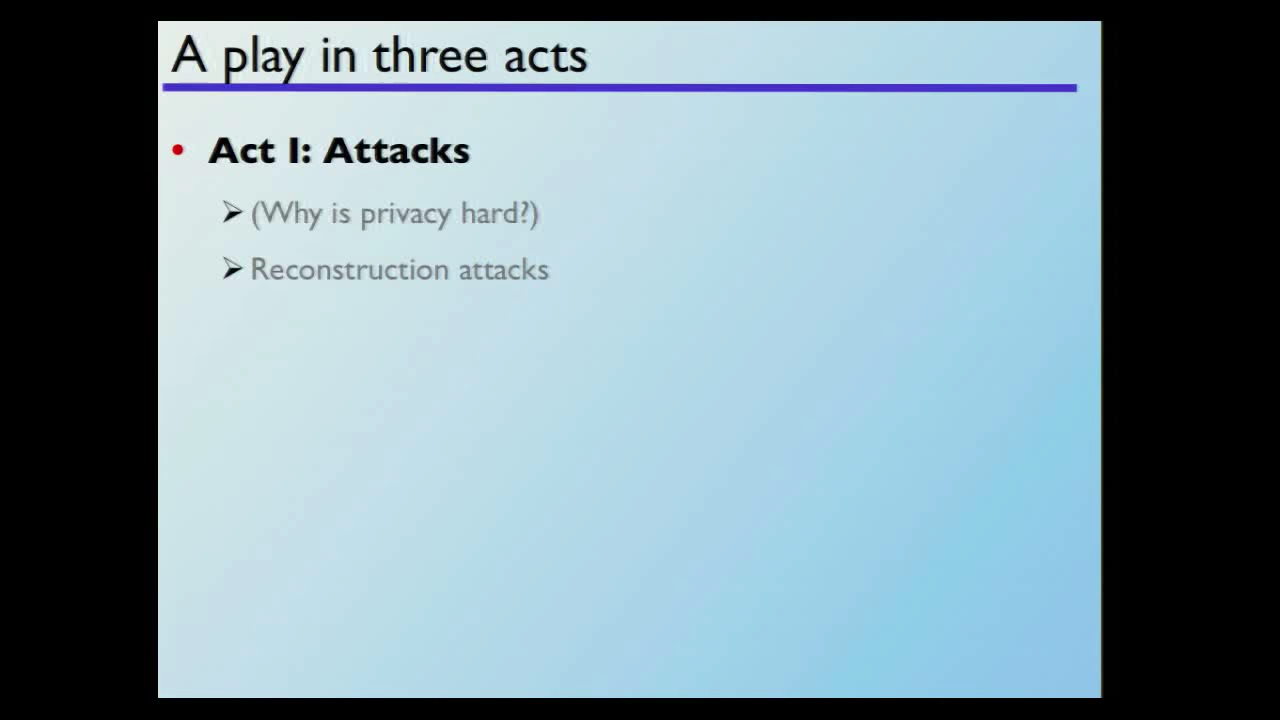 A play in three acts
• Act I: Attacks
➢ (Why is privacy hard?)
➢ Reconstruction attacks